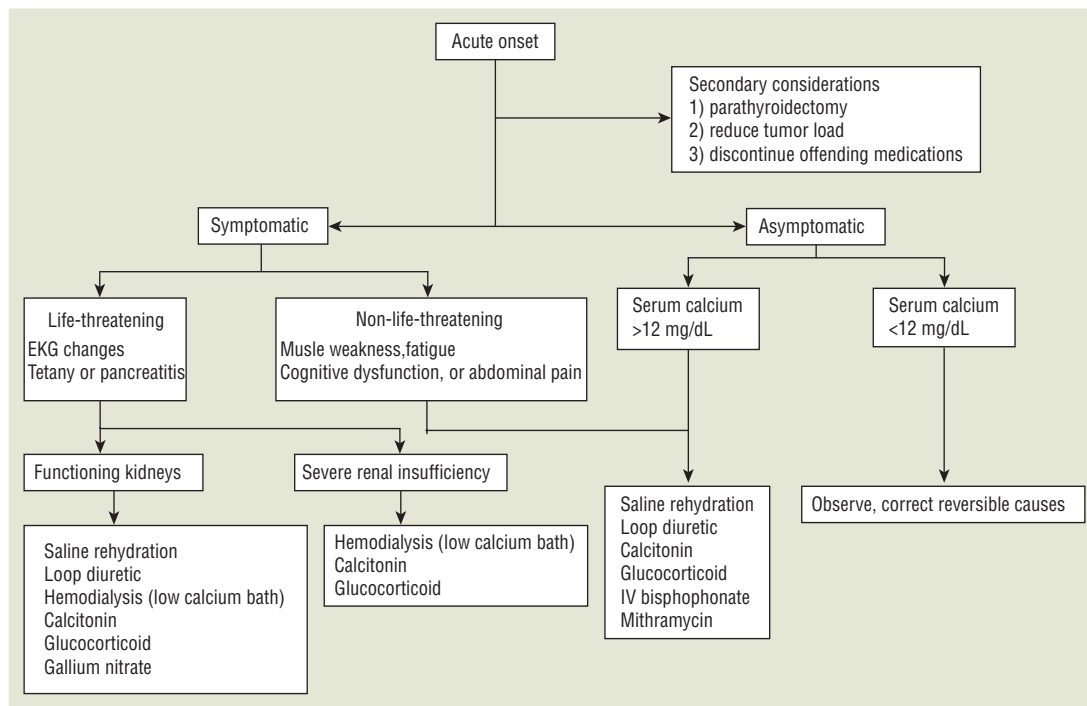 Acute onset
Secondary considerations
1) parathyroidectomy
2) reduce tumor load
3) discontinue offending medications
Symptomatic
Asymptomatic
Life-threatening
EKG changes
Tetany or pancreatitis
Non-life-threatening
Musle weakness,fatigue
Cognitive dysfunction, or abdominal pain
Serum calcium
>12 mg/dL
Serum calcium
<12 mg/dL
Functioning kidneys
Severe renal insufficiency
Saline rehydration
Loop diuretic
Hemodialysis (low calcium bath)
Calcitonin
Glucocorticoid
Gallium nitrate
Hemodialysis (low calcium bath)
Calcitonin
Glucocorticoid
Saline rehydration
Loop diuretic
Calcitonin
Glucocorticoid
IV bisphophonate
Mithramycin
Observe, correct reversible causes